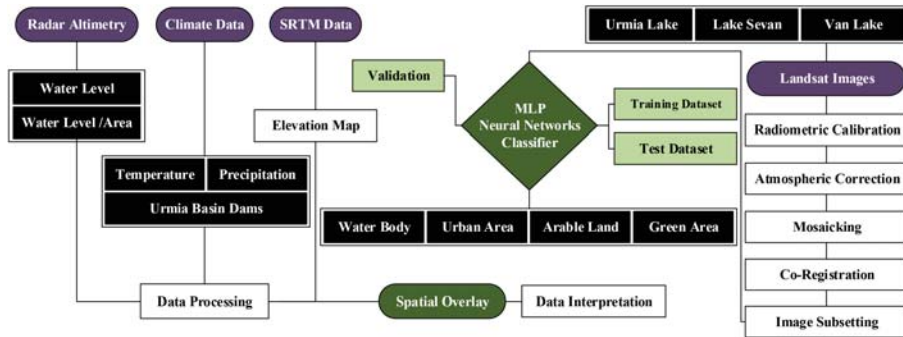 Radar Altimetry
Climate Data
SRTM Data
Urmia Lake
Lake Sevan
Van Lake
Water Level
Water Level /Area
Validation
MLP
Neural Networks
Classifier
Training Dataset
Test Dataset
Landsat Images
Elevation Map
Radiometric Calibration
Temperature
Precipitation
Urmia Basin Dams
Atmospheric Correction
Water Body
Urban Area
Arable Land
Green Area
Mosaicking
Co-Registration
Data Processing
Spatial Overlay
Data Interpretation
Image Subsetting